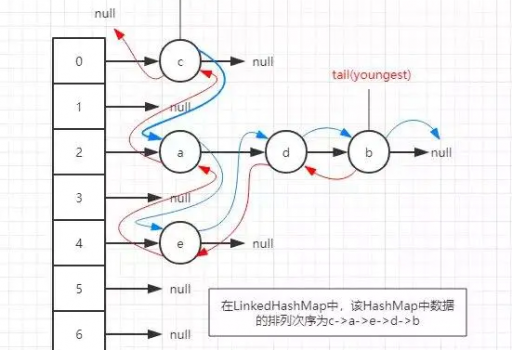 null
0
c
null
tail(youngest)
1
null
2
a
d
b
null
3
null
4
e
null
5
null
在LinkedHashMap中，该HashMap中数据
的排列次序为c->a->e->d->b
6
null